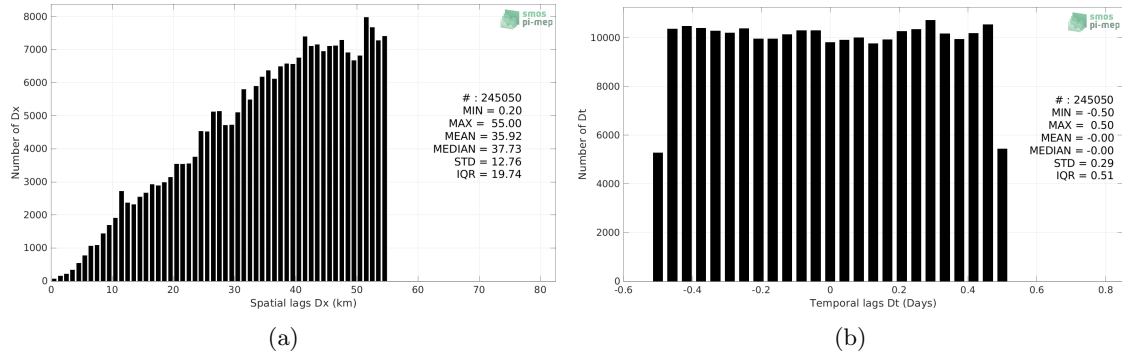 smos
pi-mep
8000
7000
6000
5000
4000
3000
2000
1000
0
Number of Dx
# : 245050
MIN = 0.20
MAX = 55.00
MEAN = 35.92
MEDIAN = 37.73
STD = 12.76
IQR = 19.74
0 10 20 30 40 50 60 70 80
Spatial lags Dx (km)
(a)
smos
pi-mep
10000
8000
6000
4000
2000
0
Number of Dt
# : 245050
MIN = -0.50
MAX = 0.50
MEAN = -0.00
MEDIAN = -0.00
STD = 0.29
IQR = 0.51
-0.6 -0.4 -0.2 0 0.2 0.4 0.6 0.8
Temporal lags Dt (Days)
(b)